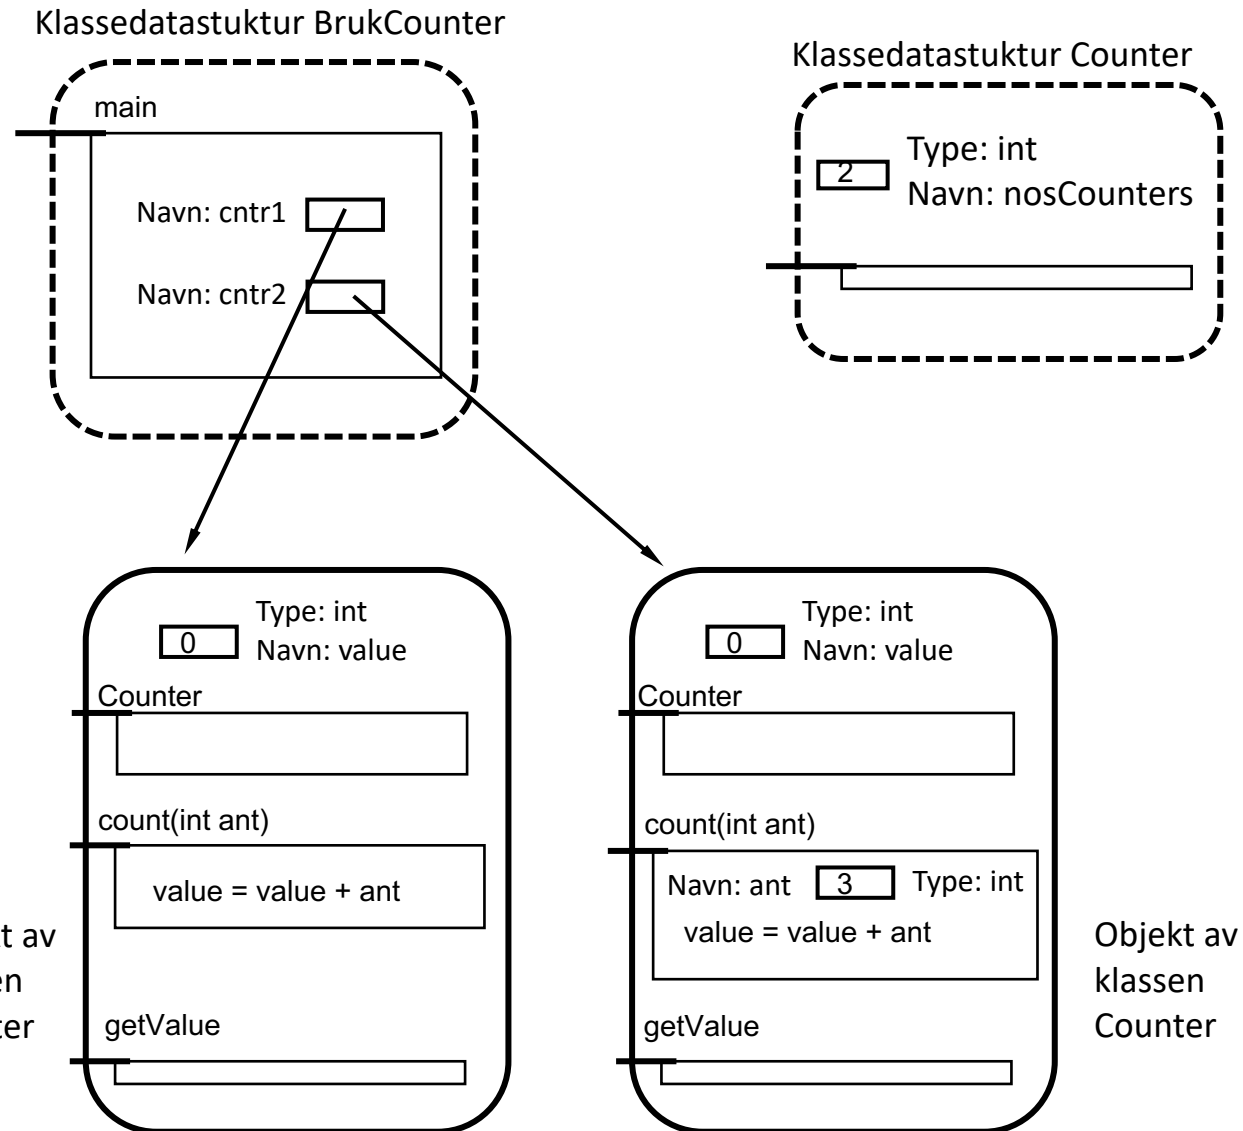 Klassedatastuktur BrukCounter
main
Navn: cntr1
Navn: cntr2
Klassedatastuktur Counter
2
Type: int
Navn: nosCounters
0
Type: int
Navn: value
Counter
count(int ant)
value = value + ant
getValue
0
Type: int
Navn: value
Counter
count(int ant)
Navn: ant
3
Type: int
value = value + ant
getValue
Objekt av
klassen
Counter